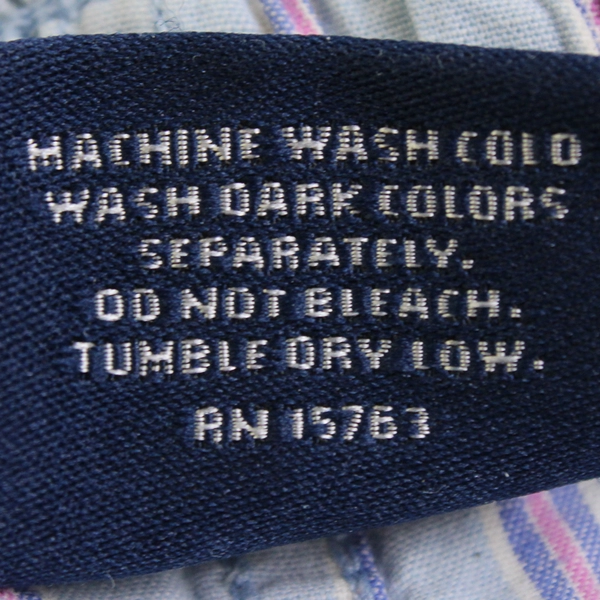 MACHINE WASH COLD
WASH DARK COLORS
SEPARATELY.
DO NOT BLEACH.
TUMBLE DRY LOW.
RN 15763